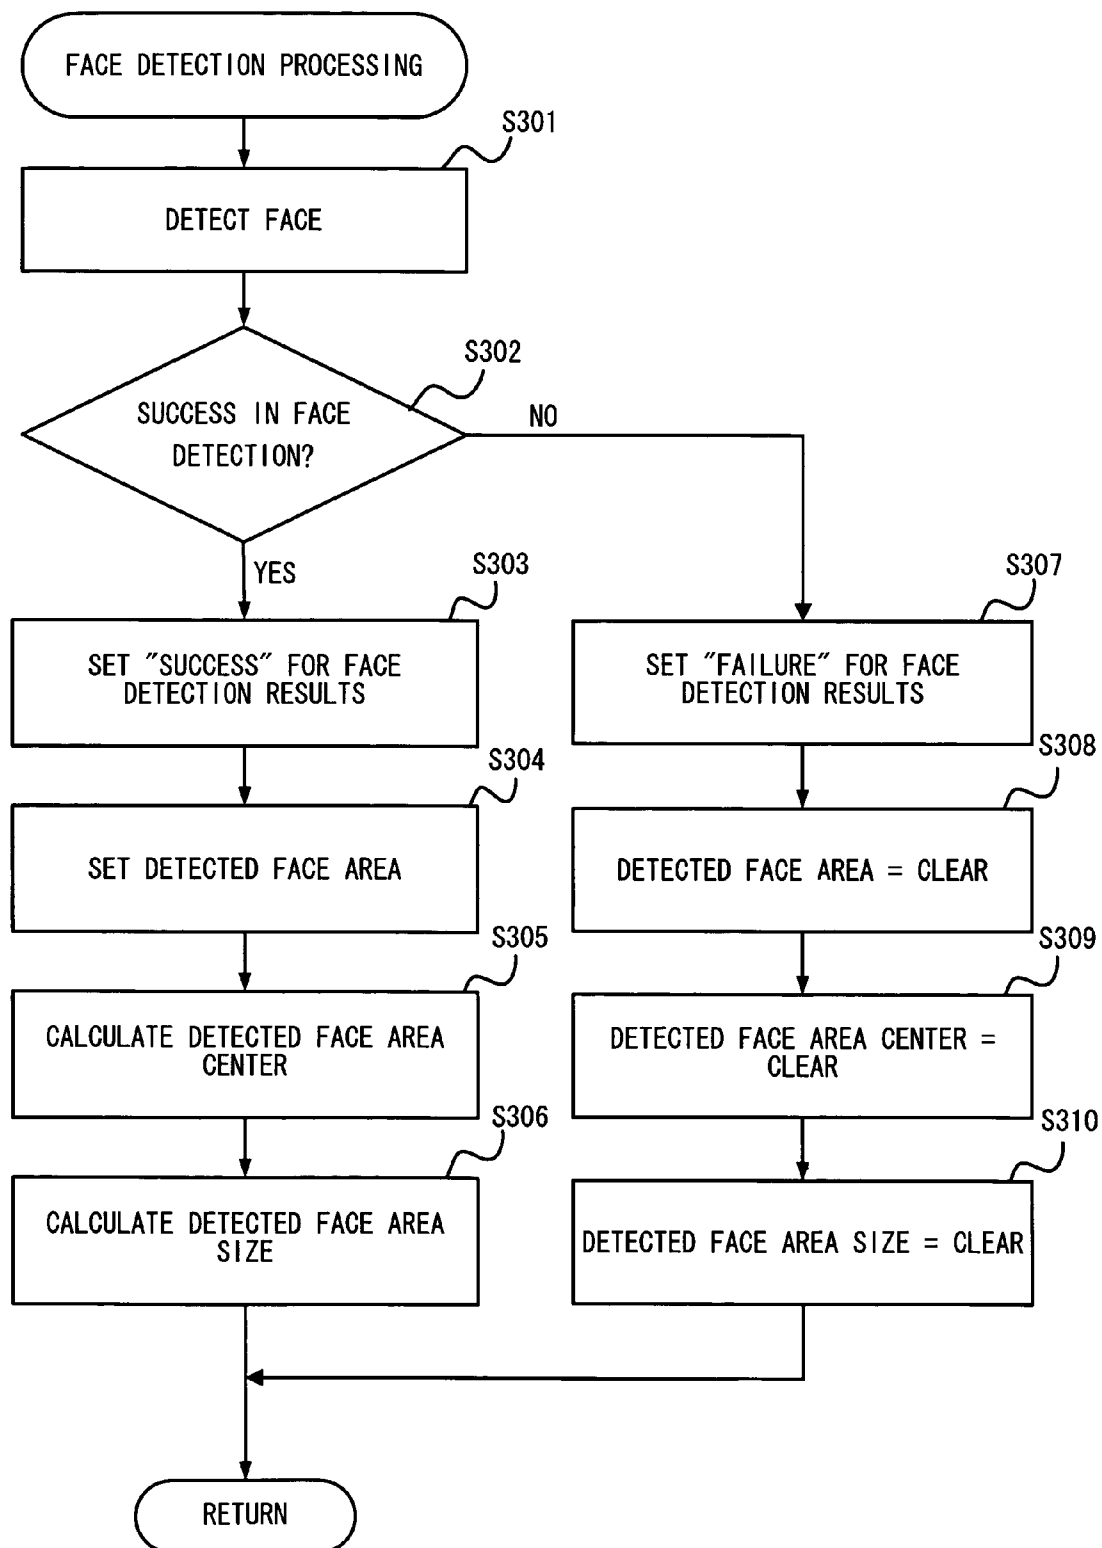 FACE DETECTION PROCESSING
S301
DETECT FACE
S302
SUCCESS IN FACE
DETECTION?
NO
YES
S303
SET "SUCCESS" FOR FACE
DETECTION RESULTS
S304
SET DETECTED FACE AREA
S305
CALCULATE DETECTED FACE AREA
CENTER
S306
CALCULATE DETECTED FACE AREA
SIZE
S307
SET "FAILURE" FOR FACE
DETECTION RESULTS
S308
DETECTED FACE AREA = CLEAR
S309
DETECTED FACE AREA CENTER =
CLEAR
S310
DETECTED FACE AREA SIZE = CLEAR
RETURN